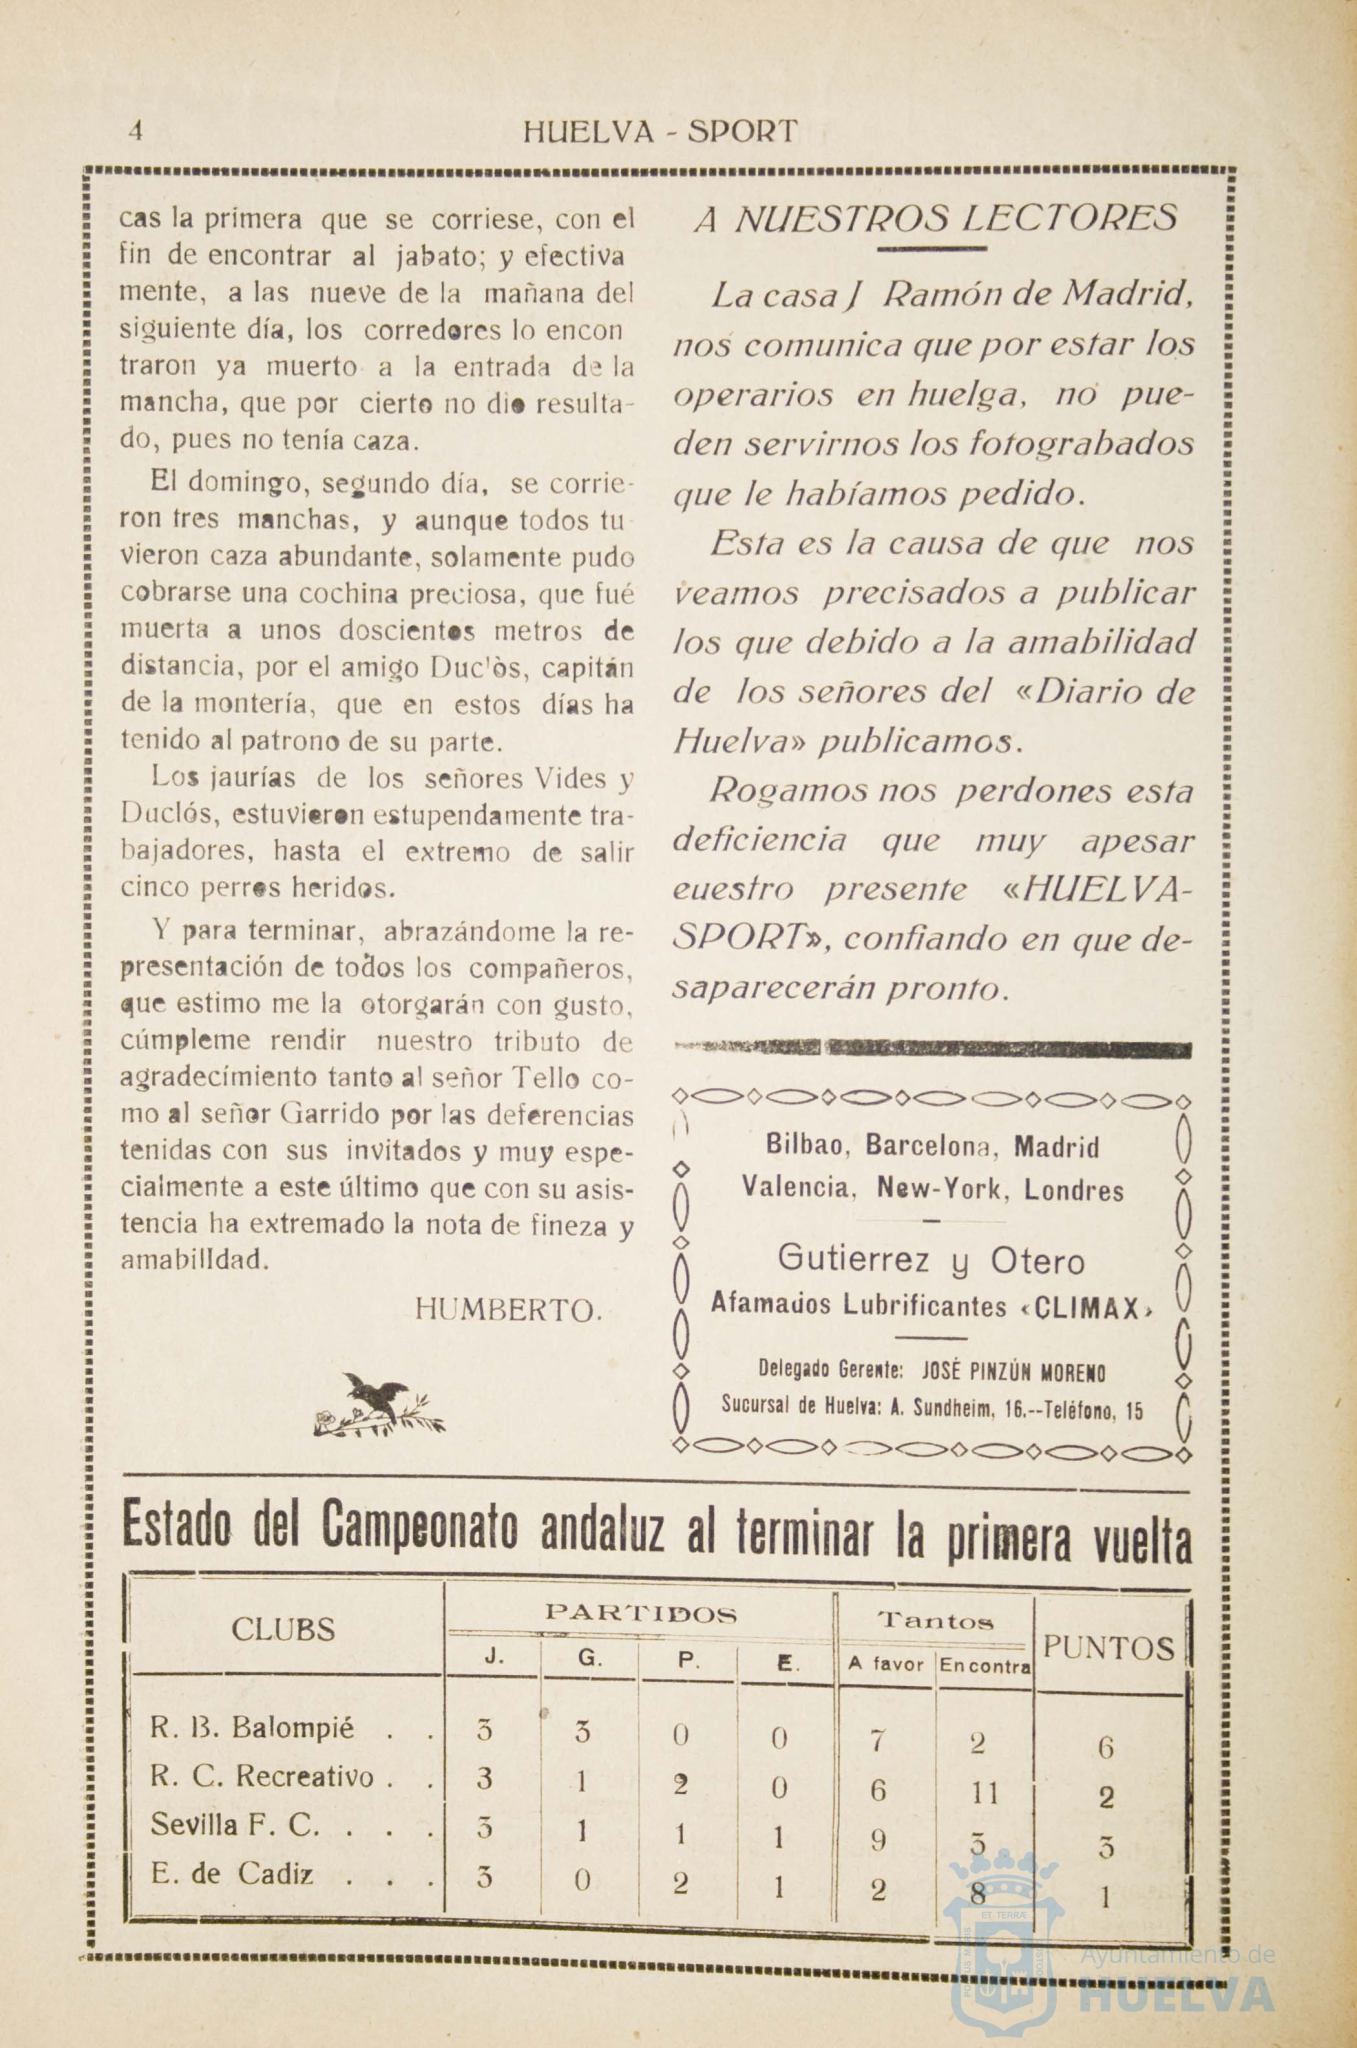 4
HUELVA - SPORT
cas la primera que se corriese, con el
fin de encontrar al jabato; y efectiva
mente, a las nueve de la mañana del
siguiente día, los corredores lo encon
traron ya muerto a la entrada de la
mancha, que por cierto no dio resulta-
do, pues no tenía caza.
El domingo, segundo día, se corrie-
ron tres manchas, y aunque todos tu
vieron caza abundante, solamente pudo
cobrarse una cochina preciosa, que fué
muerta a unos doscientos metros de
distancia, por el amigo Duc'òs, capitán
de la montería, que en estos días ha
tenido al patrono de su parte.
Los jaurías de los señores Vides y
Duclós, estuvieron estupendamente tra-
bajadores, hasta el extremo de salir
cinco perros heridos.
Y para terminar, abrazándome la re-
presentación de todos los compañeros,
que estimo me la otorgarán con gusto,
cúmpleme rendir nuestro tributo de
agradecímiento tanto al señor Tello co-
mo al señor Garrido por las deferencias
tenidas con sus invitados y muy espe-
cialmente a este último que con su asis-
tencia ha extremado la nota de fineza y
amabilIdad.
HUMBERTO.
A NUESTROS LECTORES
La casa J Ramón de Madrid,
nos comunica que por estar los
operarios en huelga, no pue-
den servirnos los fotograbados
que le habíamos pedido.
Esta es la causa de que nos
veamos precisados a publicar
los que debido a la amabilidad
de los señores del «Diario de
Huelva» publicamos.
Rogamos nos perdones esta
deficiencia que muy apesar
euestro presente «HUELVA-
SPORT», confiando en que de-
saparecerán pronto.
Bilbao, Barcelona, Madrid
Valencia, New-York, Londres
Gutierrez y Otero
Afamados Lubrificantes «CLIMAX»
Delegado Gerente: JOSÉ PINZÚN MORENO
Sucursal de Huelva: A. Sundheim, 16.--Teléfono, 15
Estado del Campeonato andaluz al terminar la primera vuelta
CLUBS PARTIDOS Tantos PUNTOS
J. G. P. E. A favor En contra
R. B. Balompié . . 3 3 0 0 7 2 6
R. C. Recreativo . . 3 1 2 0 6 11 2
Sevilla F. C. . . . 3 1 1 1 9 3 3
E. de Cadiz . . . 3 0 2 1 2 8 1
ET TERRÆ
Ayuntamiento de
HUELVA